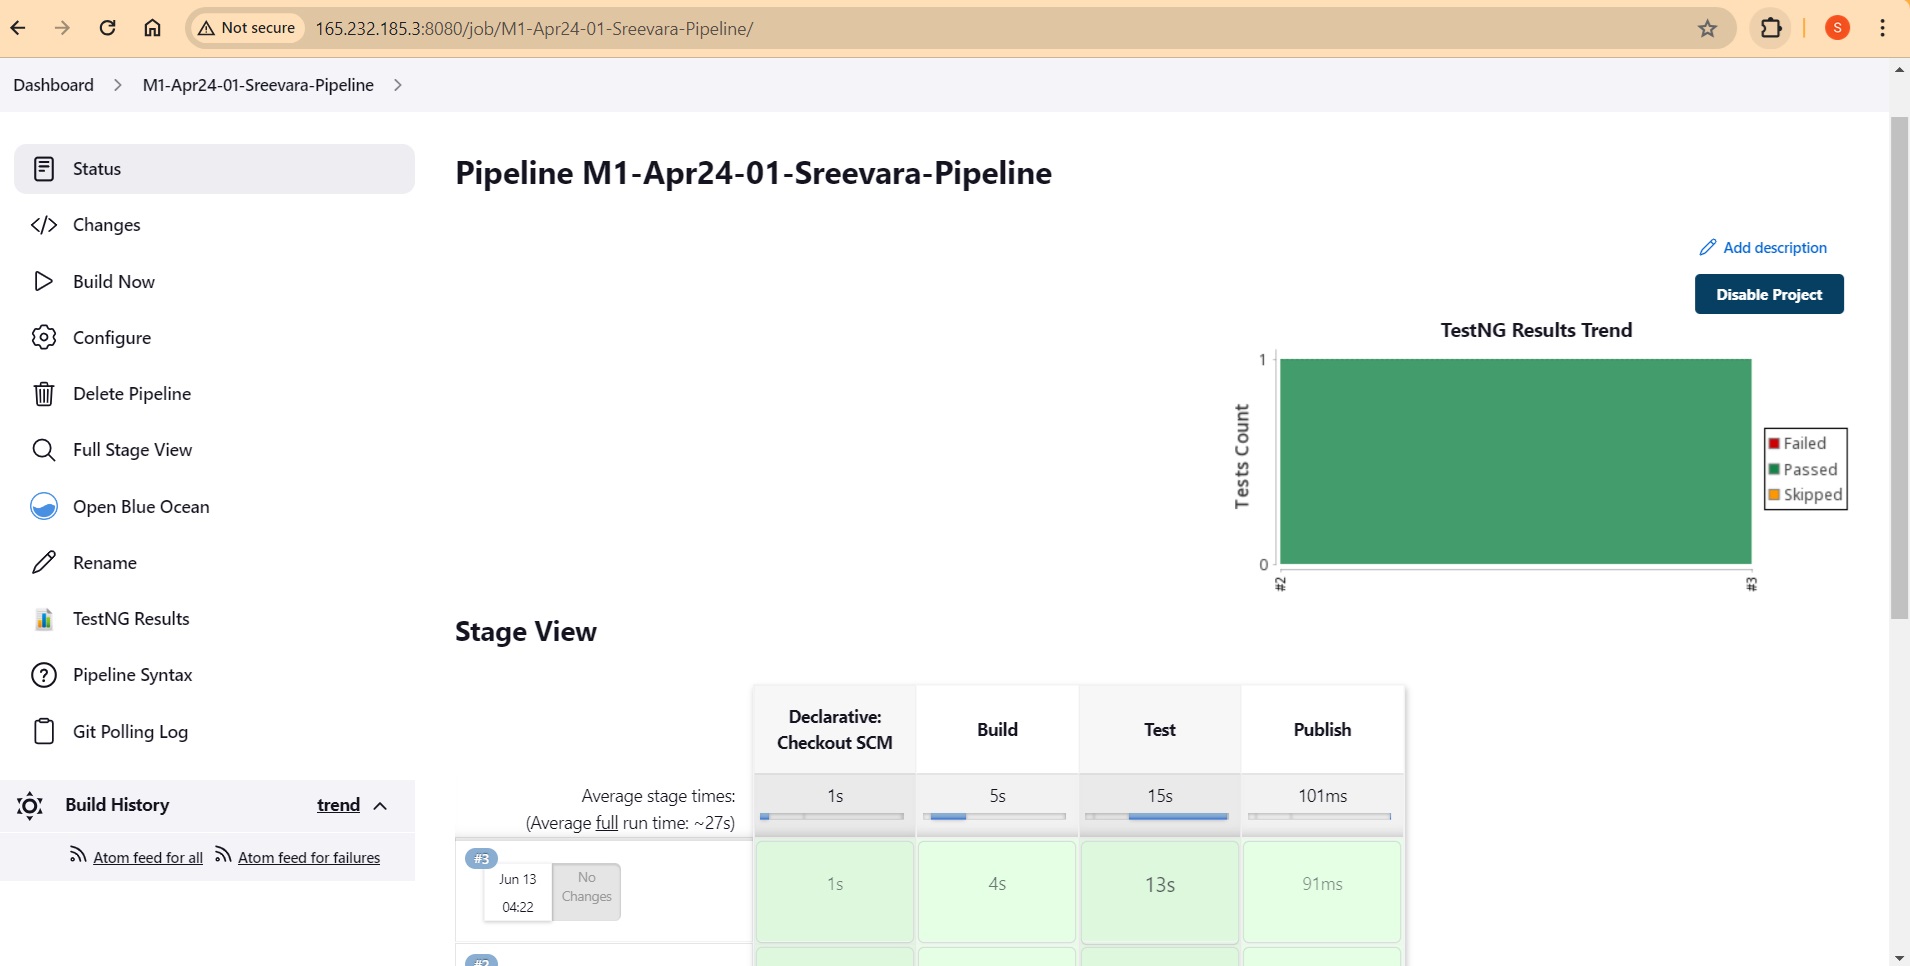 Not secure 165.232.185.3:8080/job/M1-Apr24-01-Sreevara-Pipeline/ S
Dashboard M1-Apr24-01-Sreevara-Pipeline
Status
Changes
Build Now
Configure
Delete Pipeline
Full Stage View
Open Blue Ocean
Rename
TestNG Results
Pipeline Syntax
Git Polling Log
Build History trend
Atom feed for all Atom feed for failures
Pipeline M1-Apr24-01-Sreevara-Pipeline
Add description
Disable Project
TestNG Results Trend
Tests Count
1
0
#2 #3
Failed
Passed
Skipped
Stage View
Declarative:
Checkout SCM
Build
Test
Publish
Average stage times:
(Average full run time: ~27s)
1s 5s 15s 101ms
#3
Jun 13
04:22
No
Changes
1s 4s 13s 91ms
#2